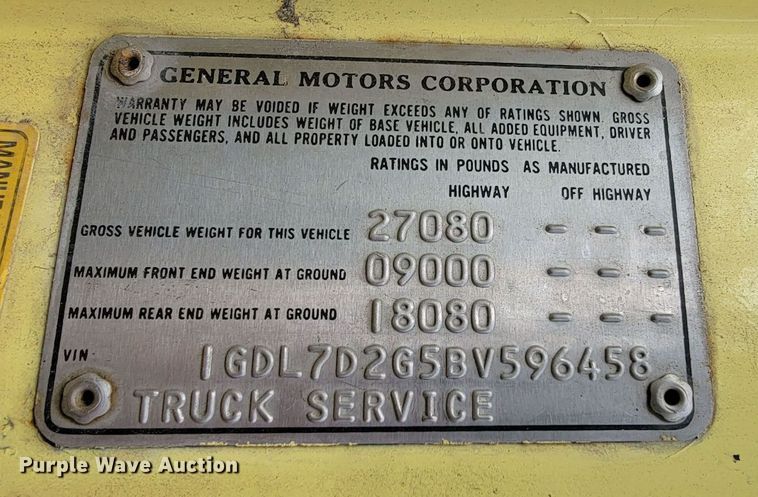 GENERAL MOTORS CORPORATION
WARRANTY MAY BE VOIDED IF WEIGHT EXCEEDS ANY OF RATINGS SHOWN. GROSS
VEHICLE WEIGHT INCLUDES WEIGHT OF BASE VEHICLE, ALL ADDED EQUIPMENT, DRIVER
AND PASSENGERS, AND ALL PROPERTY LOADED INTO OR ONTO VEHICLE.
RATINGS IN POUNDS AS MANUFACTURED
HIGHWAY OFF HIGHWAY
GROSS VEHICLE WEIGHT FOR THIS VEHICLE 27080 – – –
MAXIMUM FRONT END WEIGHT AT GROUND 09000 – – –
MAXIMUM REAR END WEIGHT AT GROUND 18080 – – –
VIN 1GDL7D2G5BV596458
TRUCK SERVICE
Purple Wave Auction